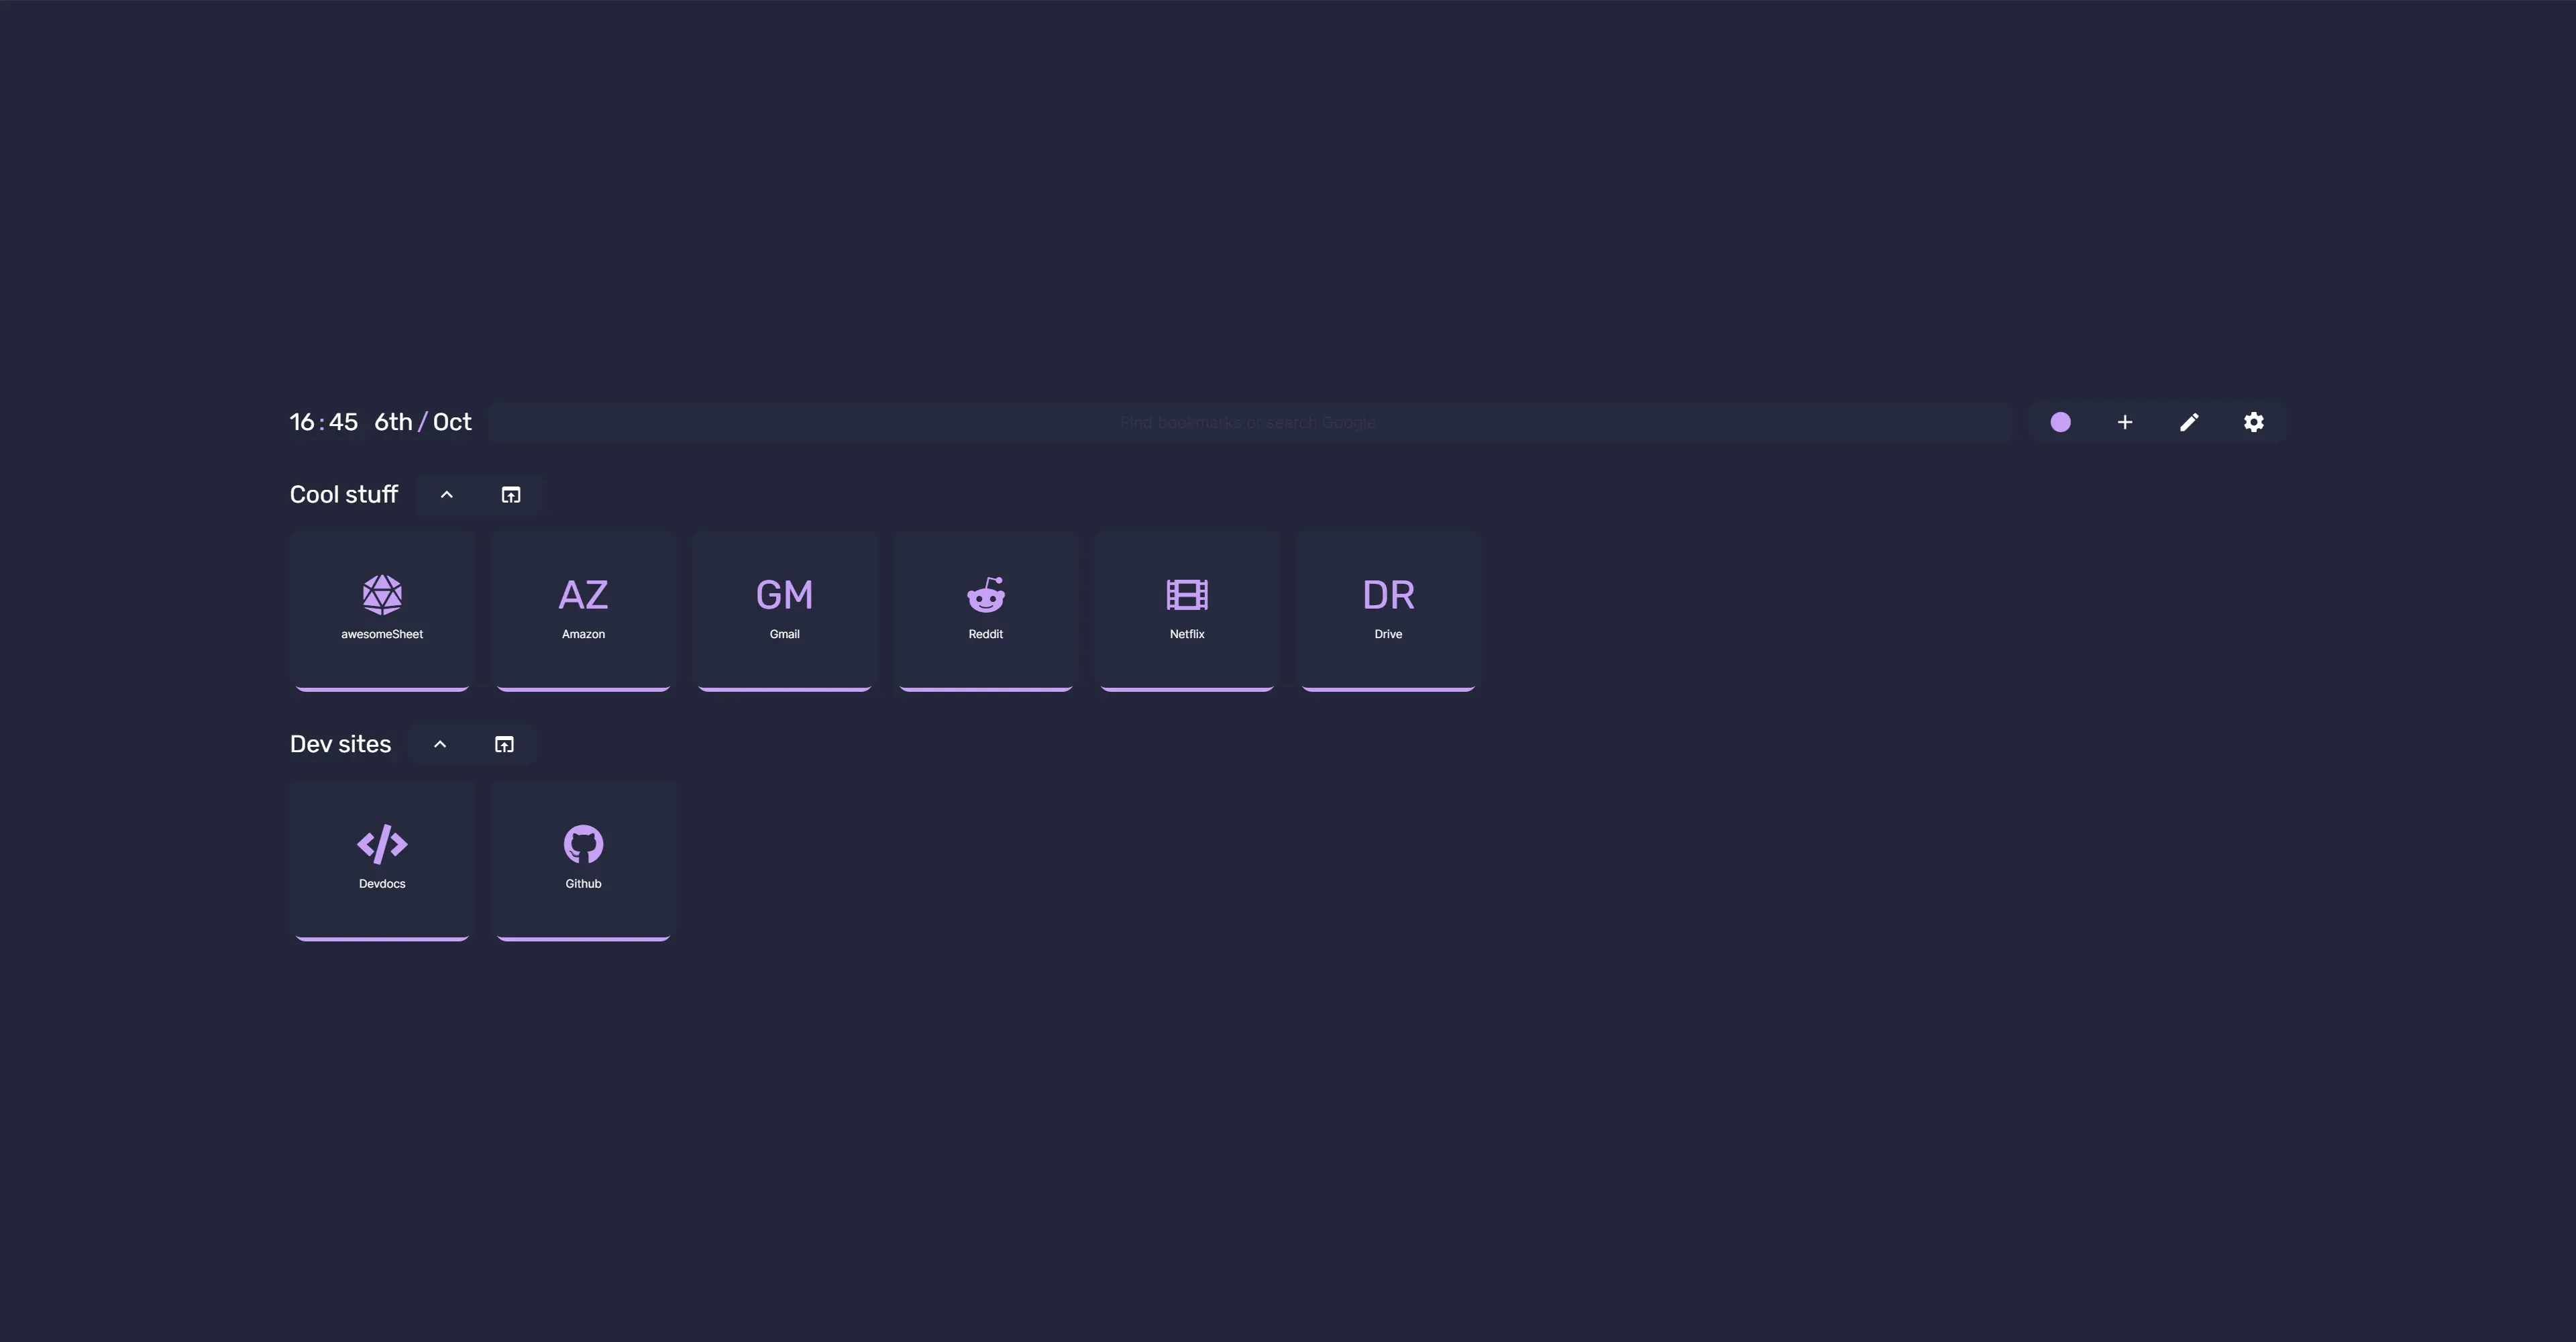 16:45 6th/Oct Find bookmarks or search Google
Cool stuff
AZ GM DR
awesomeSheet Amazon Gmail Reddit Netflix Drive
Dev sites
Devdocs Github